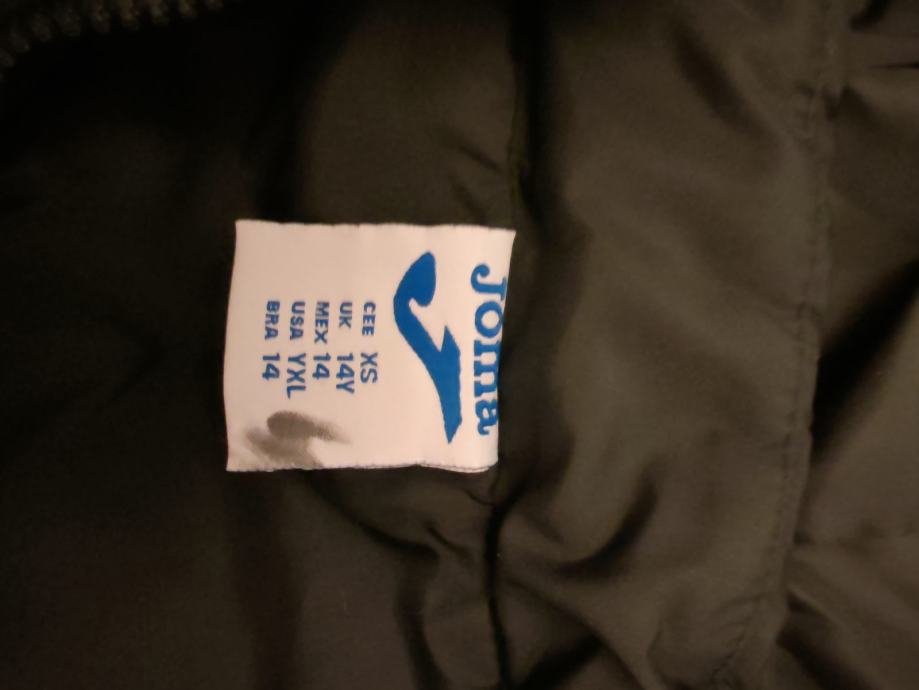 Joma
CEE XS
UK 14Y
MEX 14
USA YXL
BRA 14